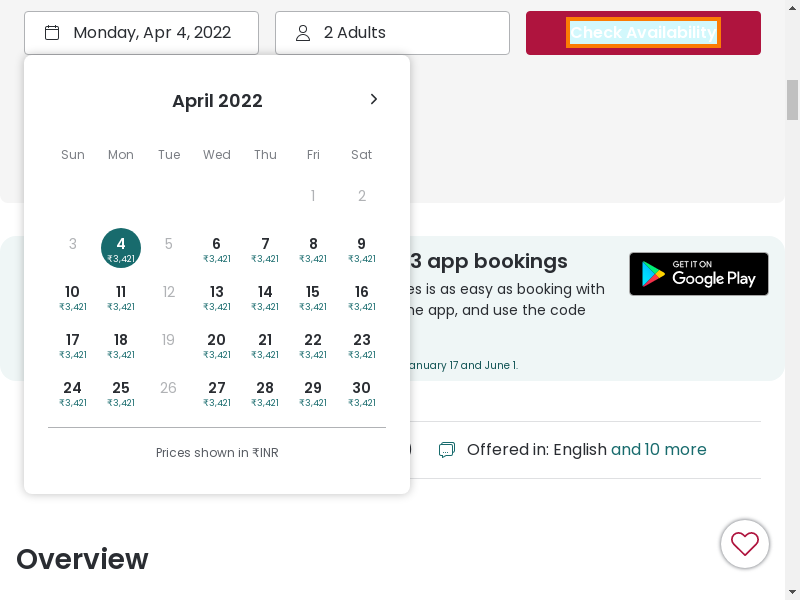 Monday, Apr 4, 2022
2 Adults
Check Availability
April 2022
Sun Mon Tue Wed Thu Fri Sat
1 2
3 4 5 6 7 8 9
₹3,421 ₹3,421 ₹3,421 ₹3,421 ₹3,421
10 11 12 13 14 15 16
₹3,421 ₹3,421 ₹3,421 ₹3,421 ₹3,421 ₹3,421
17 18 19 20 21 22 23
₹3,421 ₹3,421 ₹3,421 ₹3,421 ₹3,421 ₹3,421
24 25 26 27 28 29 30
₹3,421 ₹3,421 ₹3,421 ₹3,421 ₹3,421 ₹3,421
Prices shown in ₹INR
3 app bookings
es is as easy as booking with
app, and use the code
anuary 17 and June 1.
GET IT ON
Google Play
Offered in: English and 10 more
Overview